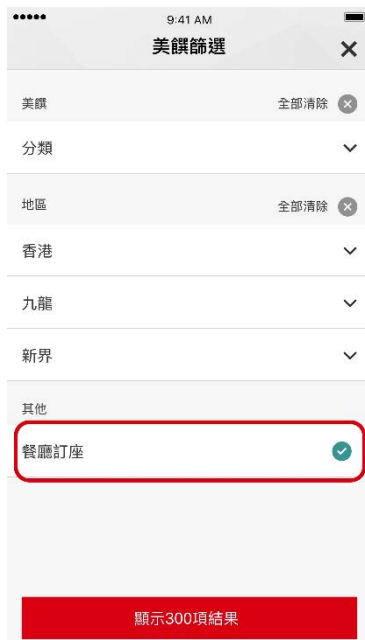 9:41 AM
美饌篩選
美饌 全部清除
分類
地區 全部清除
香港
九龍
新界
其他
餐廳訂座
顯示300項結果